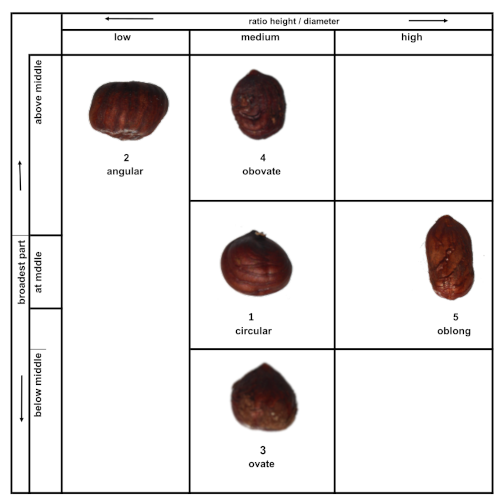 ratio height / diameter
low
medium
high
broadest part
above middle
at mddle
below middle
2
angular
4
obovate
1
circular
5
oblong
3
ovate